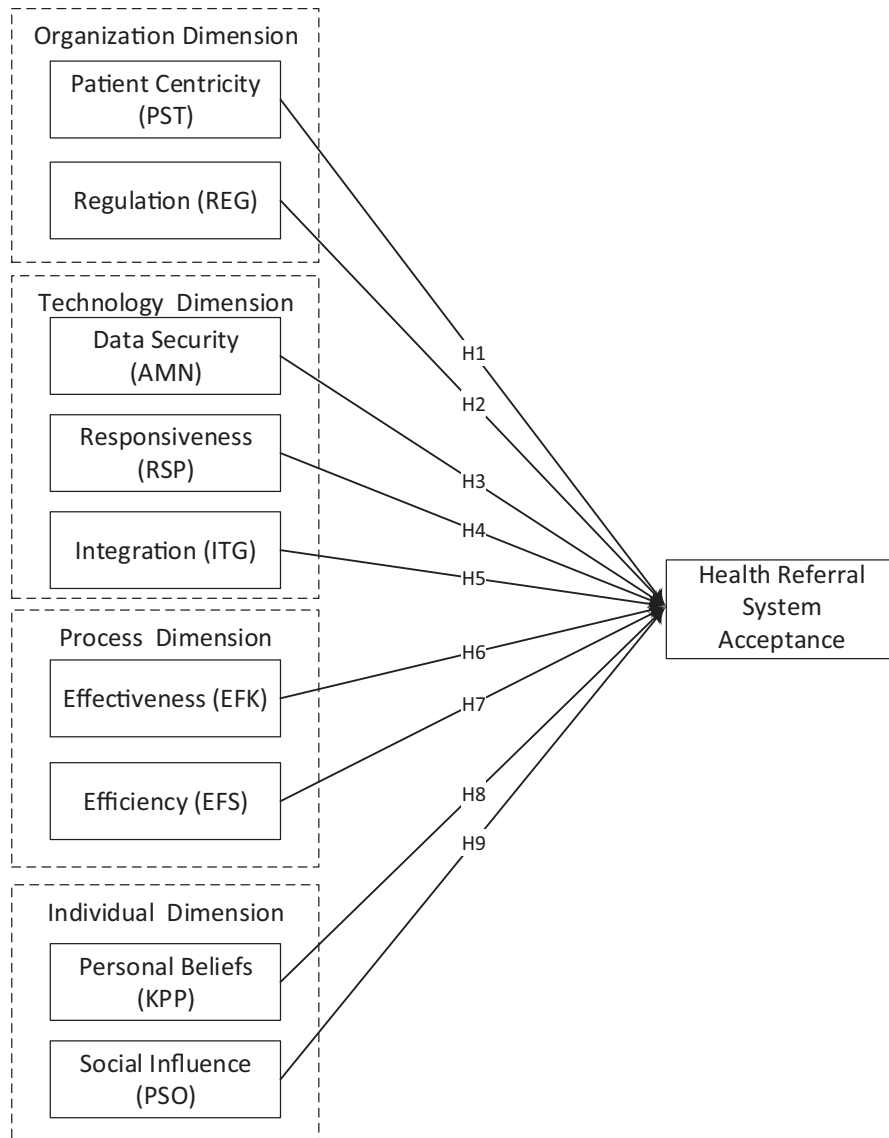 Organization Dimension
Patient Centricity
(PST)
Regulation (REG)
Technology Dimension
Data Security
(AMN)
Responsiveness
(RSP)
Integration (ITG)
Process Dimension
Effectiveness (EFK)
Efficiency (EFS)
Individual Dimension
Personal Beliefs
(KPP)
Social Influence
(PSO)
H1
H2
H3
H4
H5
H6
H7
H8
H9
Health Referral
System
Acceptance